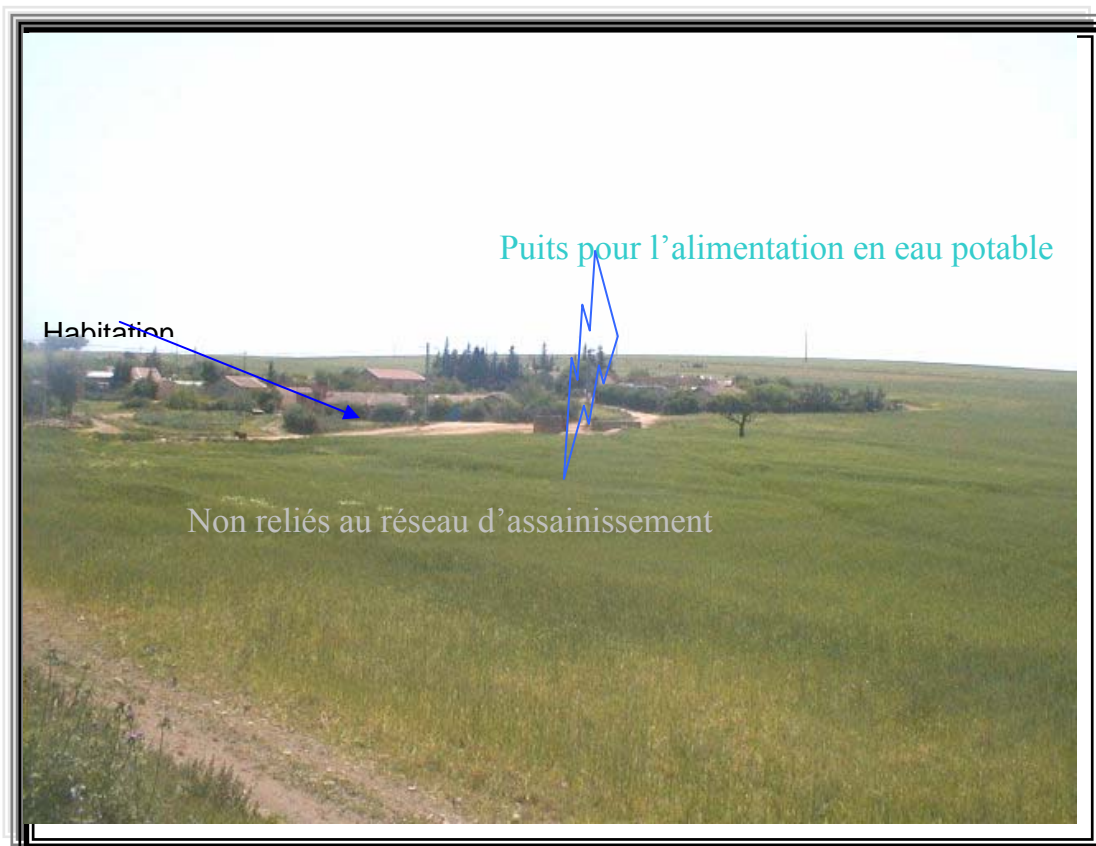 Puits pour l’alimentation en eau potable
Habitation
Non reliés au réseau d’assainissement